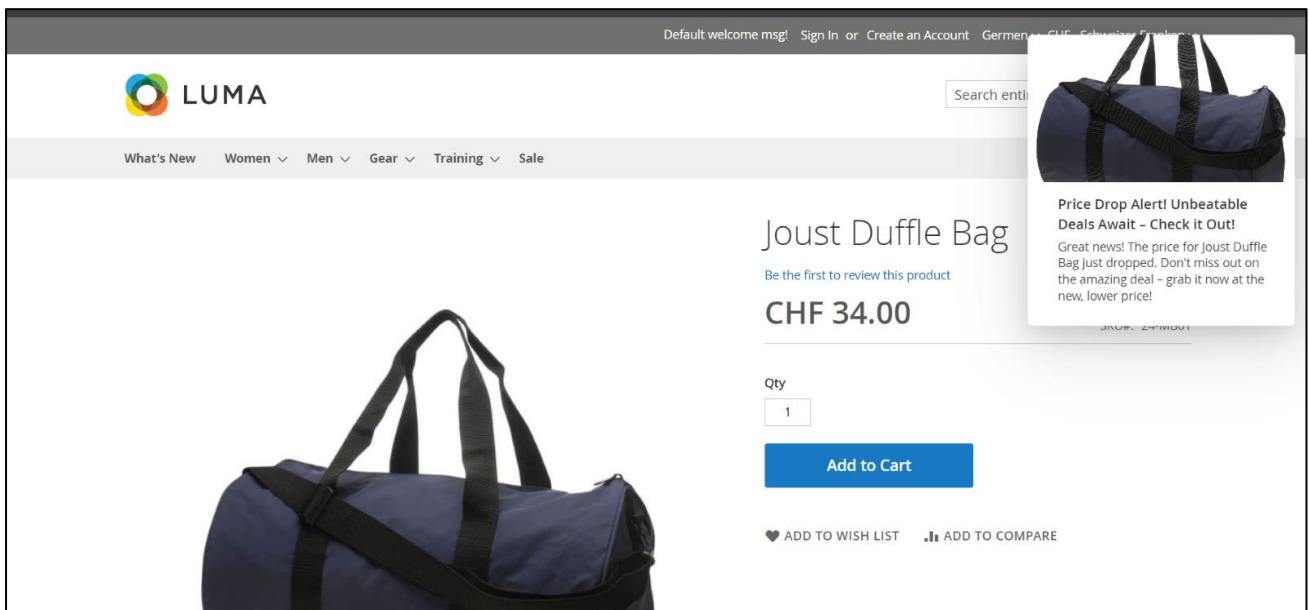 Default welcome msg! Sign In or Create an Account Germen
LUMA
Search enti
What's New Women Men Gear Training Sale
Joust Duffle Bag
Be the first to review this product
CHF 34.00
Qty
1
Add to Cart
ADD TO WISH LIST ADD TO COMPARE
Price Drop Alert! Unbeatable
Deals Await – Check it Out!
Great news! The price for Joust Duffle
Bag just dropped. Don't miss out on
the amazing deal – grab it now at the
new, lower price!